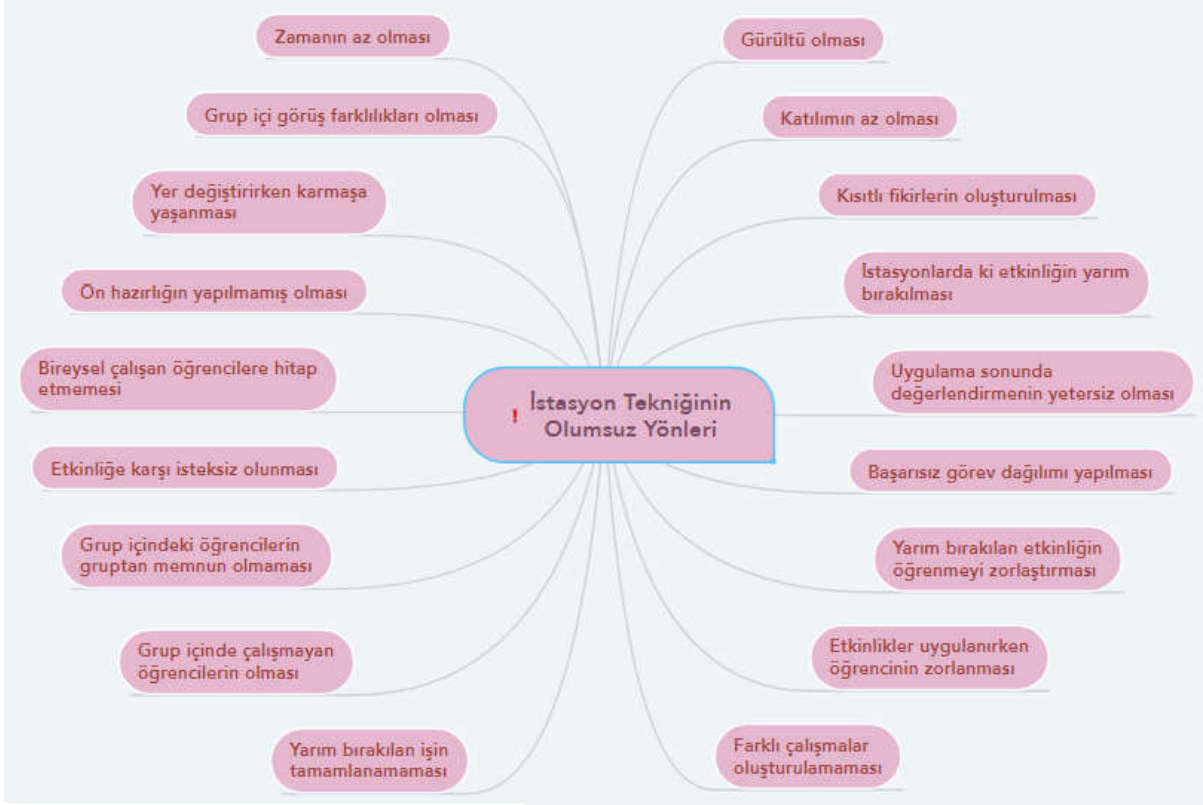 Zamanın az olması
Grup içi görüş farklılıkları olması
Yer değiştirirken karmaşa
yaşanması
Ön hazırlığın yapılmamış olması
Bireysel çalışan öğrencilere hitap
etmemesi
Etkinliğe karşı isteksiz olunması
Grup içindeki öğrencilerin
gruptan memnun olmaması
Grup içinde çalışmayan
öğrencilerin olması
Yarım bırakılan işin
tamamlanamaması
! İstasyon Tekniğinin
Olumsuz Yönleri
Gürültü olması
Katılımın az olması
Kısıtlı fikirlerin oluşturulması
İstasyonlarda ki etkinliğin yarım
bırakılması
Uygulama sonunda
değerlendirmenin yetersiz olması
Başarısız görev dağılımı yapılması
Yarım bırakılan etkinliğin
öğrenmeyi zorlaştırması
Etkinlikler uygulanırken
öğrencinin zorlanması
Farklı çalışmalar
oluşturulamaması